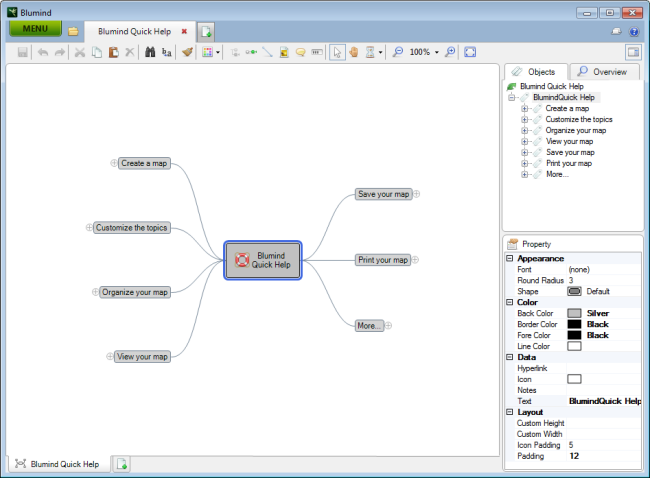 Blumind
MENU
Blumind Quick Help
100%
Create a map
Customize the topics
Organize your map
View your map
Blumind
Quick Help
Save your map
Print your map
More...
Objects
Overview
Blumind Quick Help
BlumindQuick Help
Create a map
Customize the topics
Organize your map
View your map
Save your map
Print your map
More...
Property
Appearance
Font (none)
Round Radius 3
Shape Default
Color
Back Color Silver
Border Color Black
Fore Color Black
Line Color
Data
Hyperlink
Icon
Notes
Text BlumindQuick Help
Layout
Custom Height
Custom Width
Icon Padding 5
Padding 12
Blumind Quick Help